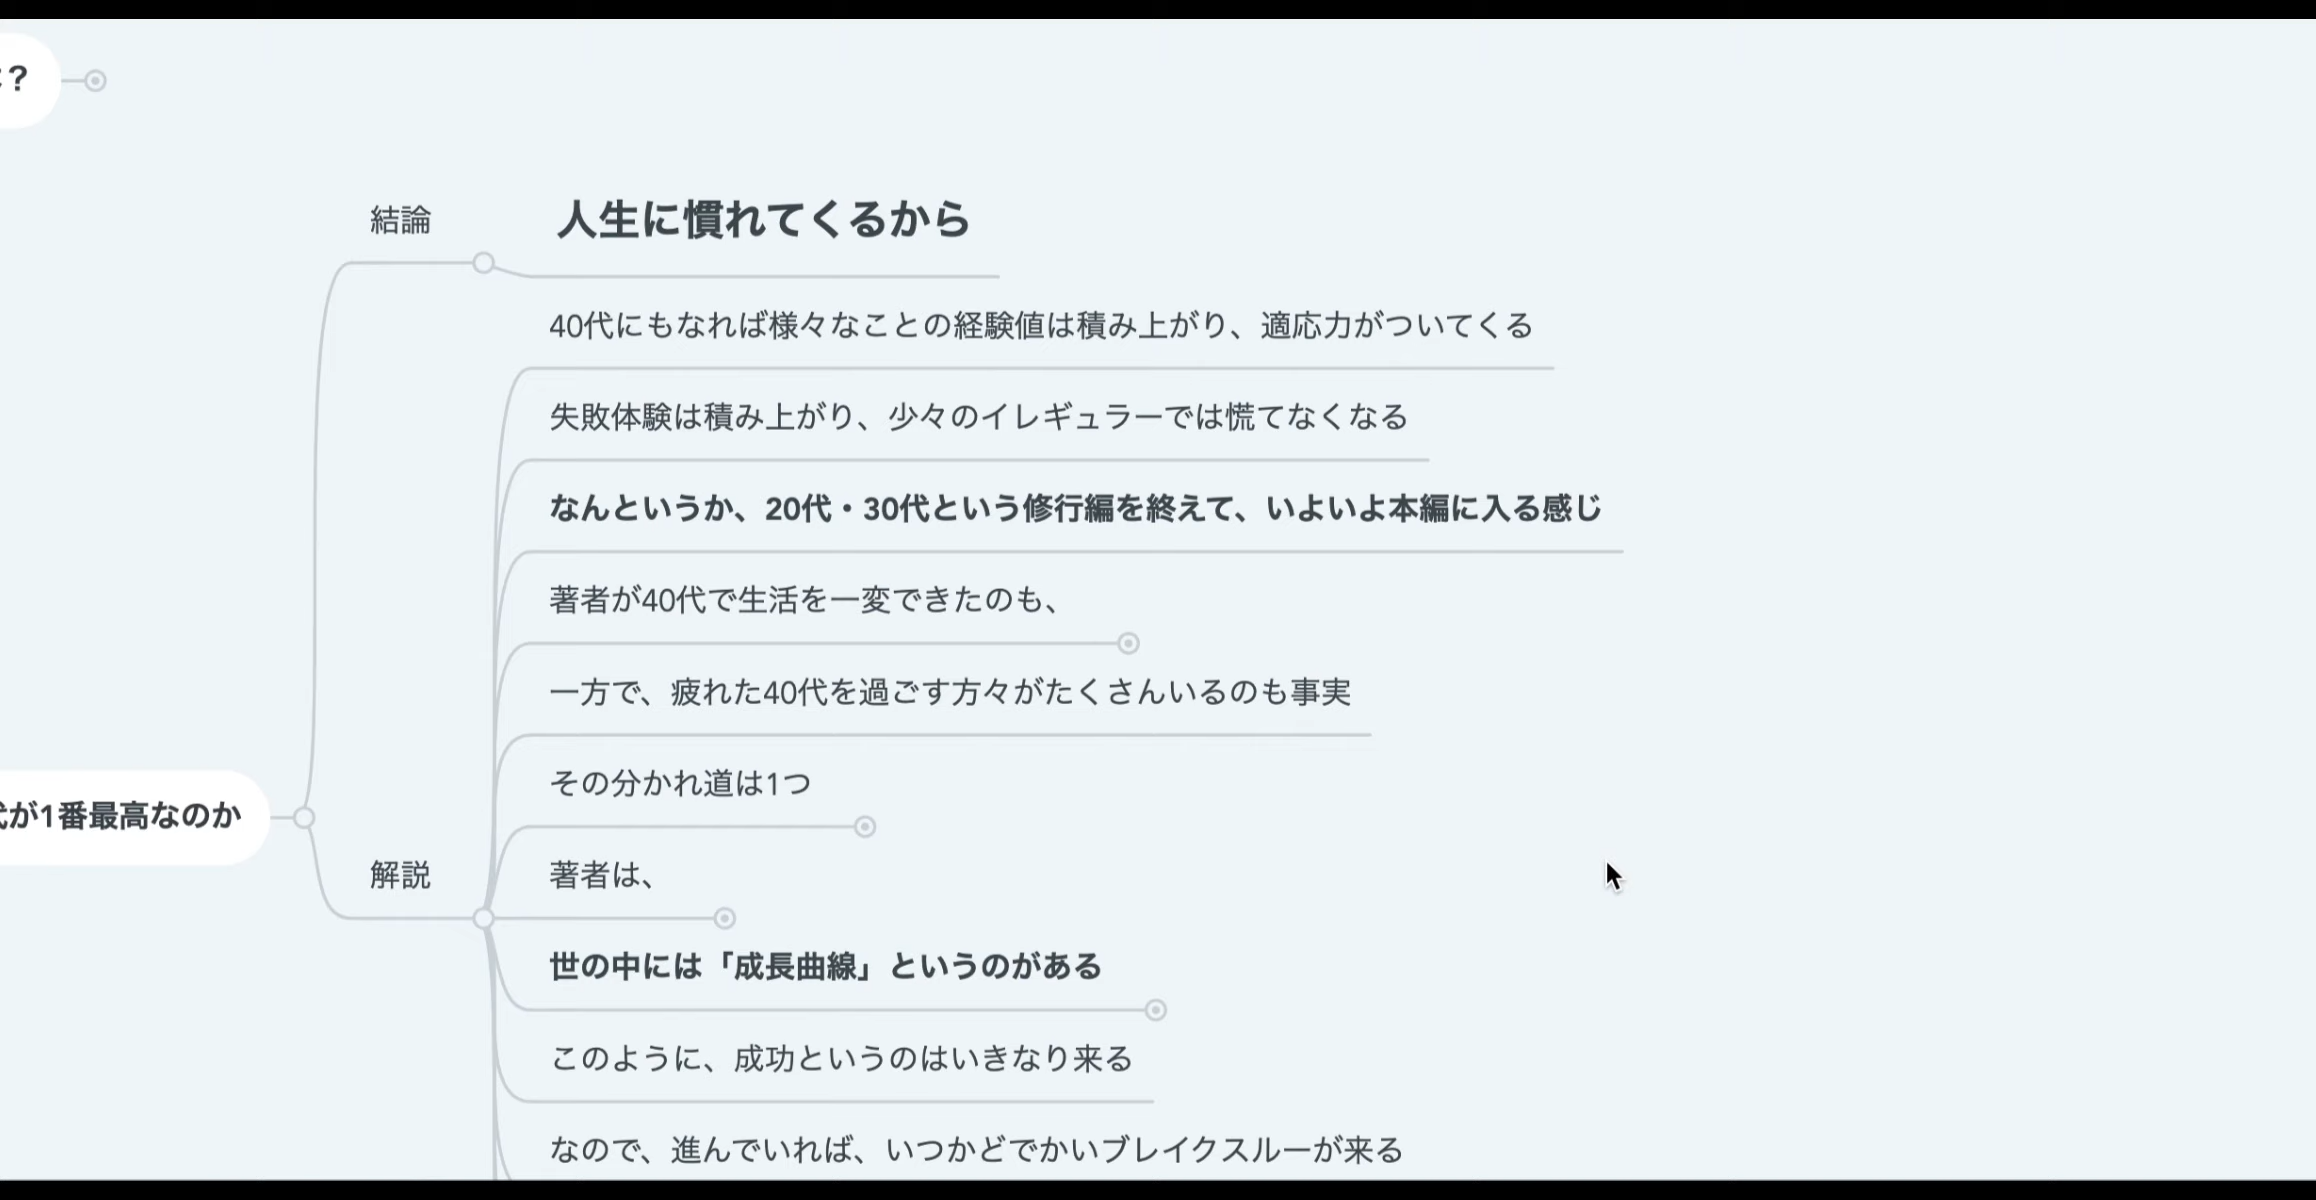 ？
結論
人生に慣れてくるから
40代にもなれば様々なことの経験値は積み上がり、適応力がついてくる
失敗体験は積み上がり、少々のイレギュラーでは慌てなくなる
なんというか、20代・30代という修行編を終えて、いよいよ本編に入る感じ
著者が40代で生活を一変できたのも、
一方で、疲れた40代を過ごす方々がたくさんいるのも事実
その分かれ道は1つ
代が1番最高なのか
解説
著者は、
世の中には「成長曲線」というのがある
このように、成功というのはいきなり来る
なので、進んでいれば、いつかどでかいブレイクスルーが来る